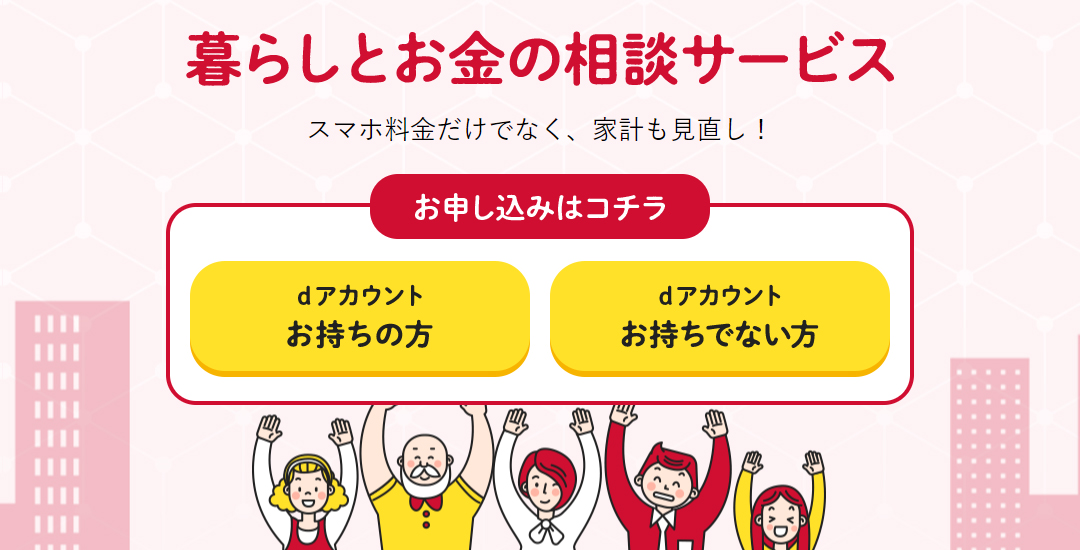 暮らしとお金の相談サービス
スマホ料金だけでなく、家計も見直し！
お申し込みはコチラ
dアカウント
お持ちの方
dアカウント
お持ちでない方